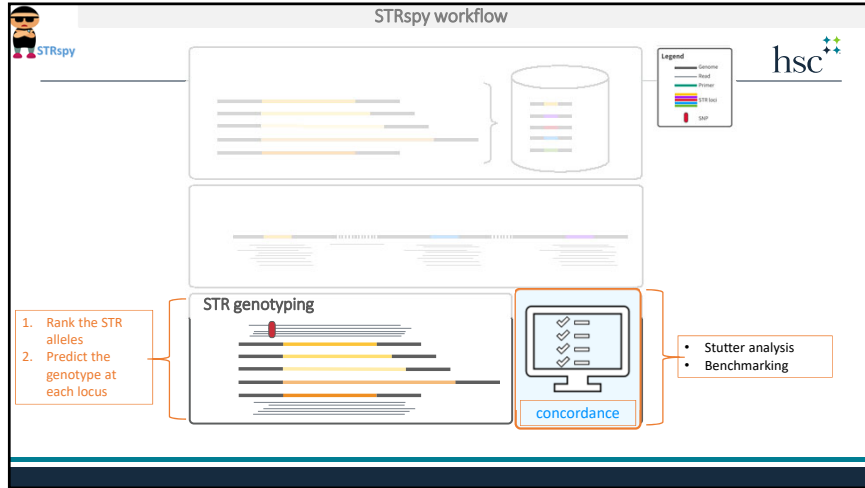 STRspy workflow
STRspy
hsc
Legend
Genome
Read
Primer
STR loci
SNP
STR genotyping
1. Rank the STR
alleles
2. Predict the
genotype at
each locus
concordance
• Stutter analysis
• Benchmarking